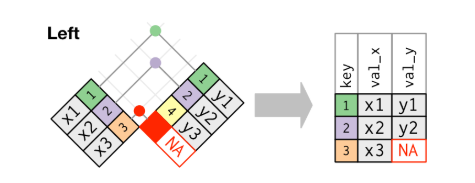 Left
1
2
3
x1
x2
x3
1
2
4
y1
y2
y3
NA
key val_x val_y
1 x1 y1
2 x2 y2
3 x3 NA